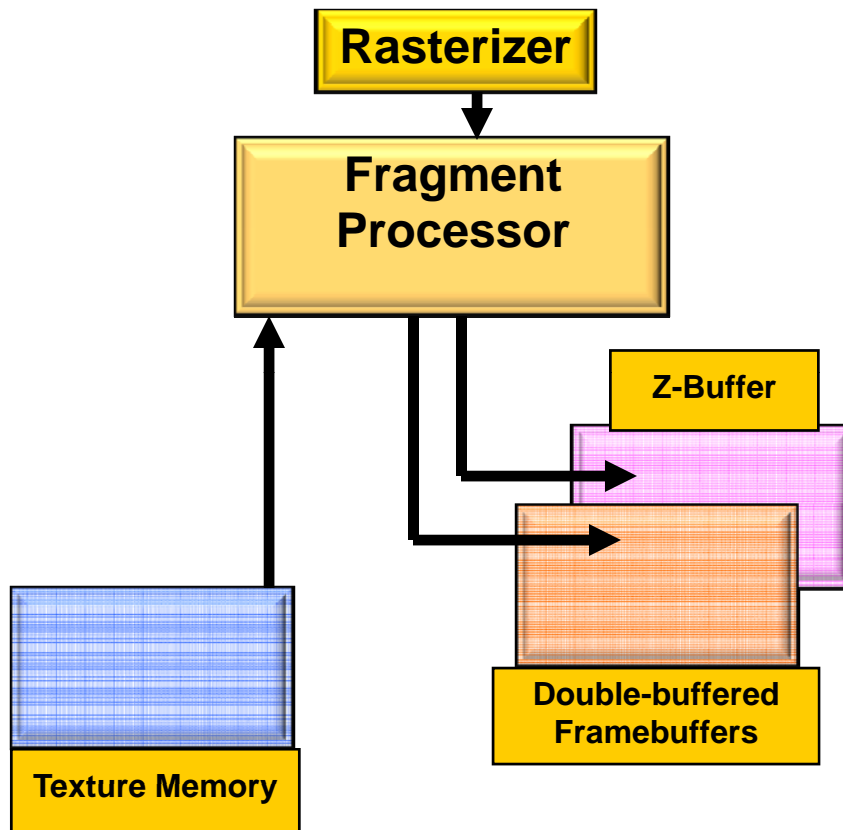 Rasterizer
Fragment
Processor
Z-Buffer
Double-buffered
Framebuffers
Texture Memory